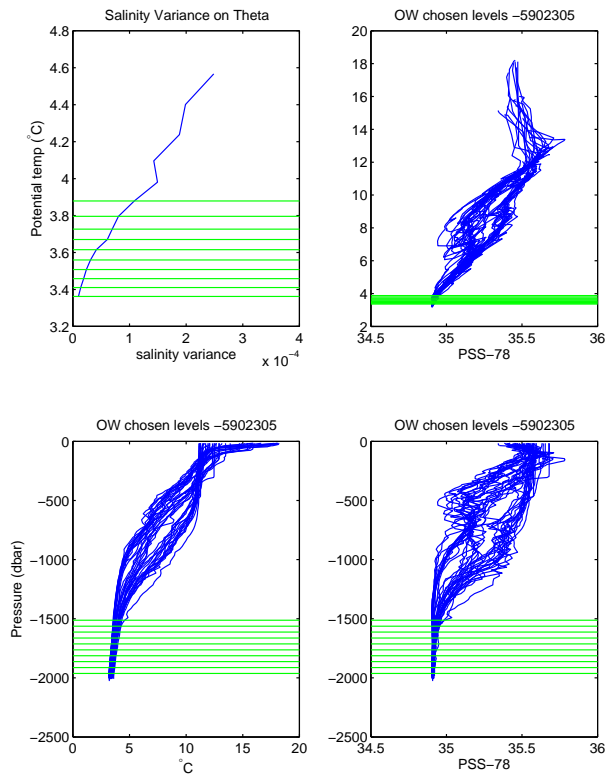 Salinity Variance on Theta
4.8
4.6
4.4
4.2
4
3.8
3.6
3.4
3.2
Potential temp (°C)
0 1 2 3 4
salinity variance
x 10⁻⁴
OW chosen levels −5902305
20
18
16
14
12
10
8
6
4
2
34.5 35 35.5 36
PSS−78
OW chosen levels −5902305
0
−500
−1000
−1500
−2000
−2500
Pressure (dbar)
0 5 10 15 20
°C
OW chosen levels −5902305
0
−500
−1000
−1500
−2000
−2500
34.5 35 35.5 36
PSS−78